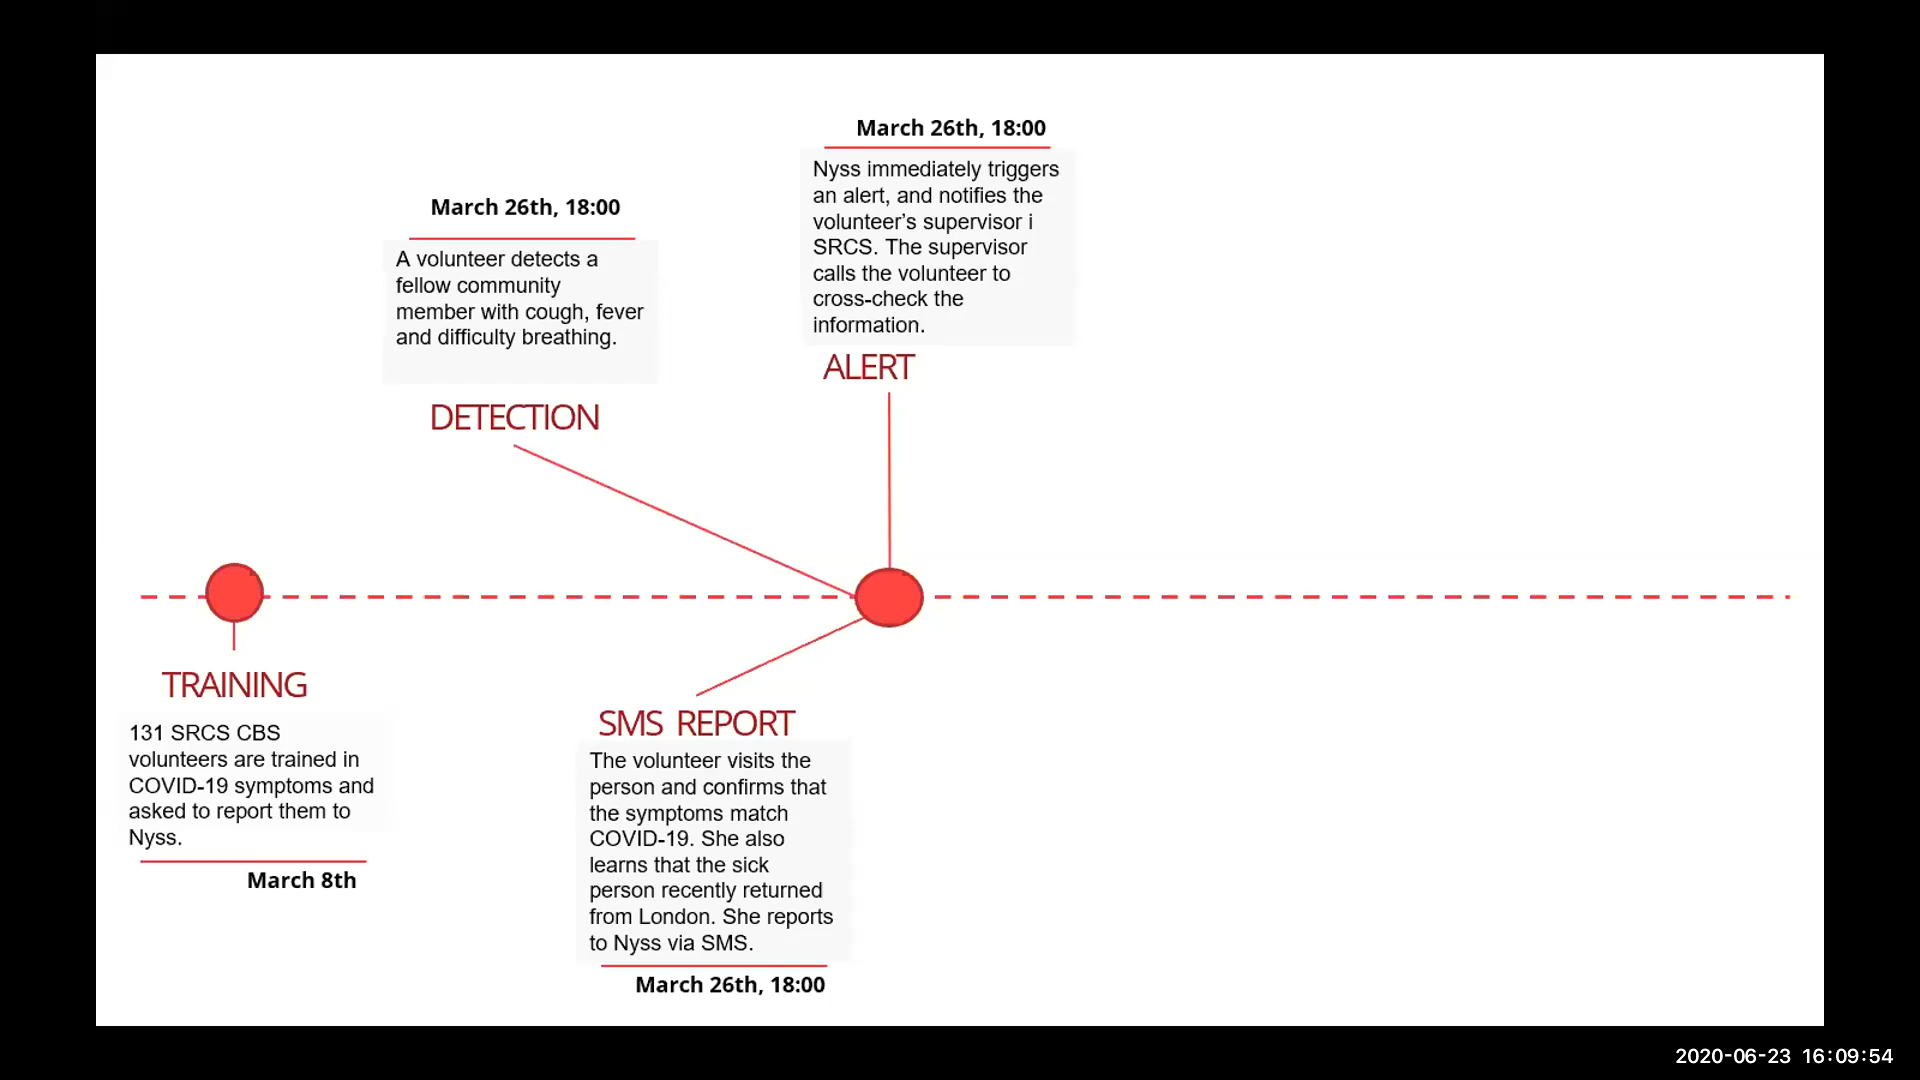 March 26th, 18:00
Nyss immediately triggers
an alert, and notifies the
volunteer’s supervisor i
SRCS. The supervisor
calls the volunteer to
cross-check the
information.
ALERT
March 26th, 18:00
A volunteer detects a
fellow community
member with cough, fever
and difficulty breathing.
DETECTION
TRAINING
131 SRCS CBS
volunteers are trained in
COVID-19 symptoms and
asked to report them to
Nyss.
March 8th
SMS REPORT
The volunteer visits the
person and confirms that
the symptoms match
COVID-19. She also
learns that the sick
person recently returned
from London. She reports
to Nyss via SMS.
March 26th, 18:00
2020-06-23 16:09:54